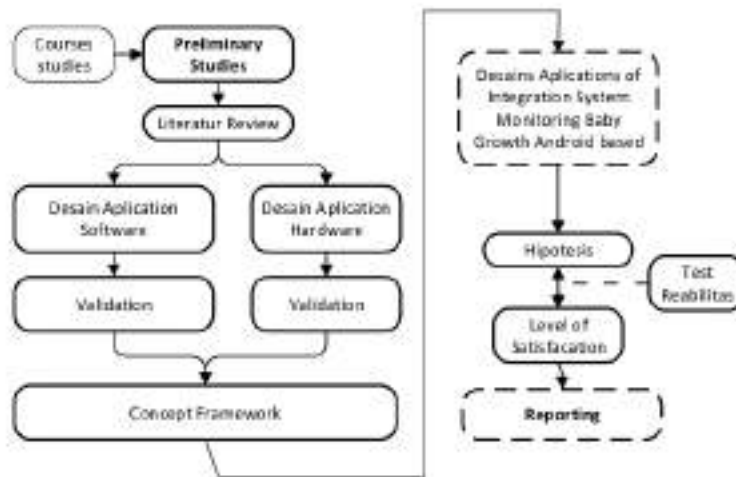 Courses
studies
Preliminary
Studies
Literatur Review
Desain Aplication
Software
Desain Aplication
Hardware
Validation
Validation
Concept Framework
Desains Aplications of
Integration System
Monitoring Baby
Growth Android based
Hipotesis
Test
Reabilitas
Level of
Satisfacation
Reporting